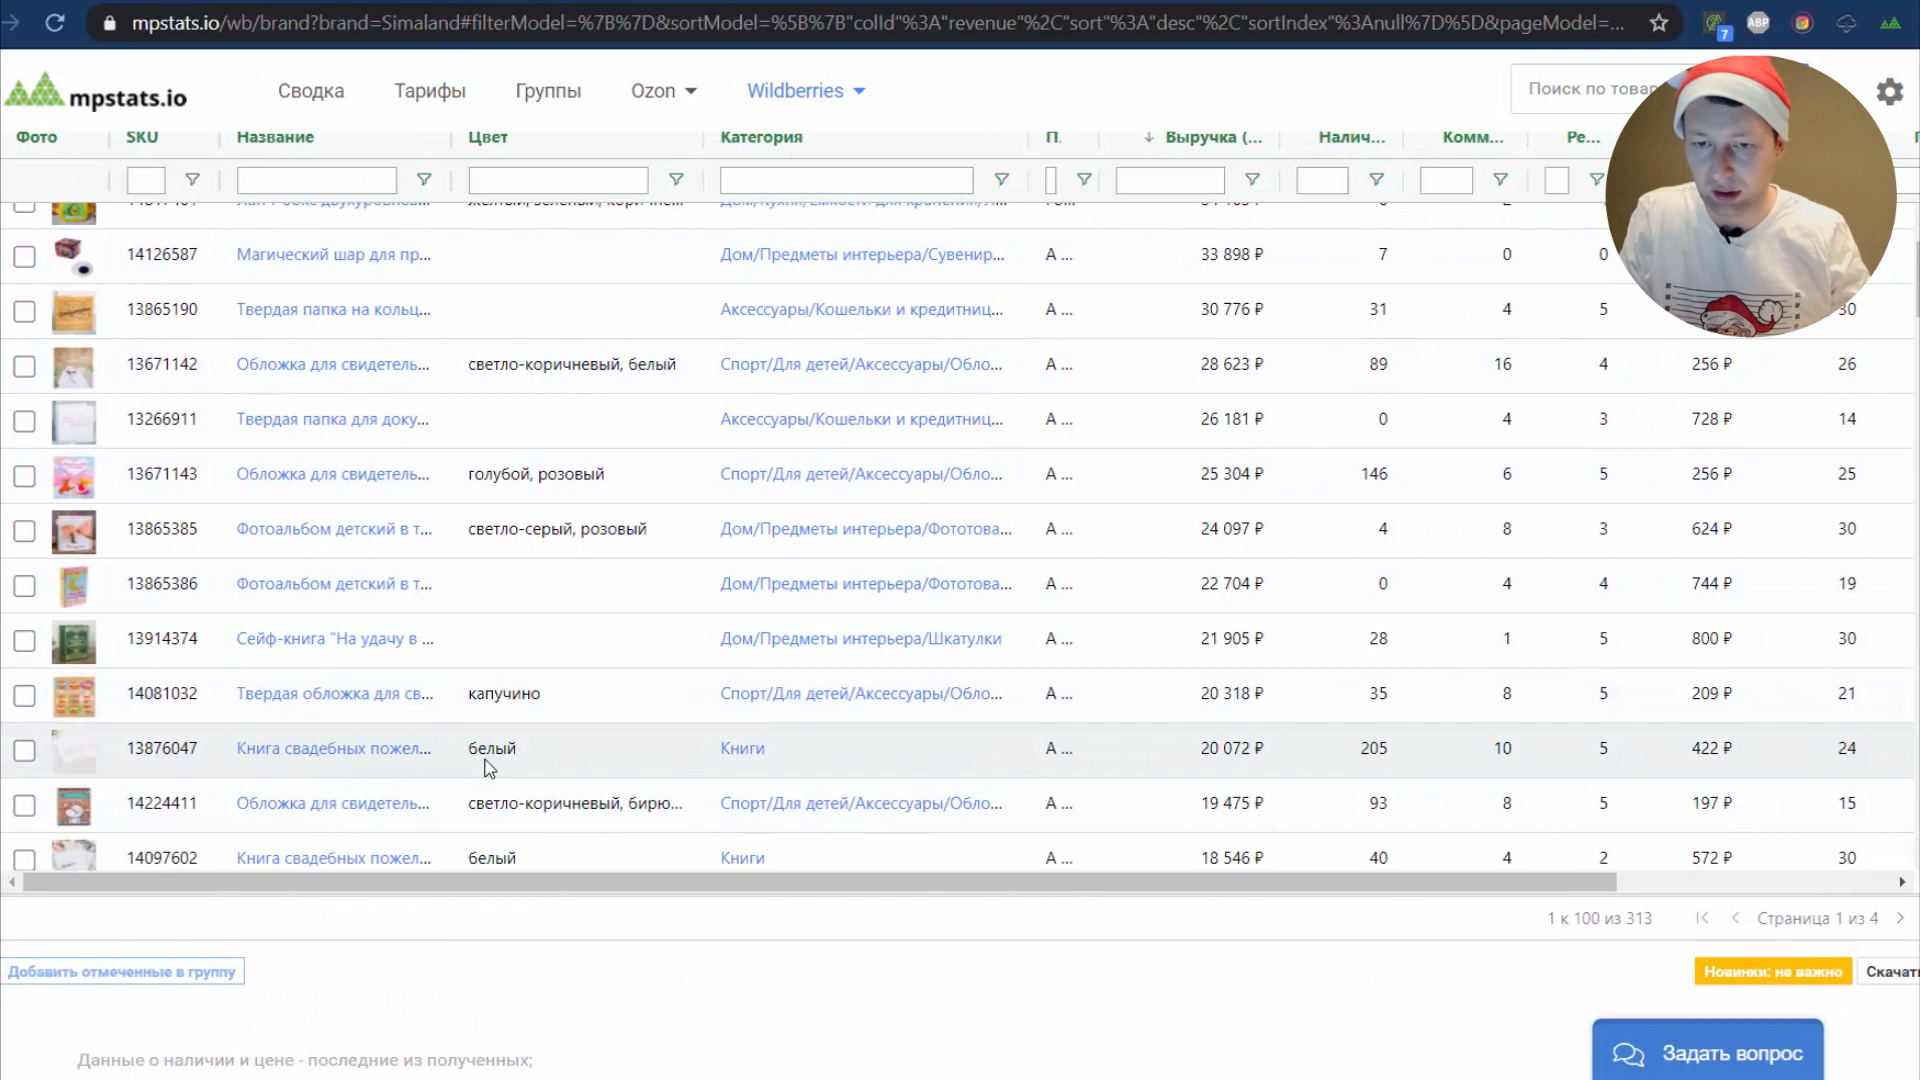 mpstats.io/wb/brand?brand=Simaland#filterModel=%7B%7D&sortModel=%5B%7B"colId"%3A"revenue"%2C"sort"%3A"desc"%2C"sortIndex"%3Anull%7D%5D&pageModel=...
7
ABP
mpstats.io Сводка Тарифы Группы Ozon Wildberries Поиск по товар
Фото SKU Название Цвет Категория П. Выручка (... Налич... Комм... Ре...
14126587 Магический шар для пр... Дом/Предметы интерьера/Сувенир... А ... 33 898 ₽ 7 0 0
13865190 Твердая папка на кольц... Аксессуары/Кошельки и кредитниц... А ... 30 776 ₽ 31 4 5 30
13671142 Обложка для свидетель... светло-коричневый, белый Спорт/Для детей/Аксессуары/Обло... А ... 28 623 ₽ 89 16 4 256 ₽ 26
13266911 Твердая папка для доку... Аксессуары/Кошельки и кредитниц... А ... 26 181 ₽ 0 4 3 728 ₽ 14
13671143 Обложка для свидетель... голубой, розовый Спорт/Для детей/Аксессуары/Обло... А ... 25 304 ₽ 146 6 5 256 ₽ 25
13865385 Фотоальбом детский в т... светло-серый, розовый Дом/Предметы интерьера/Фототова... А ... 24 097 ₽ 4 8 3 624 ₽ 30
13865386 Фотоальбом детский в т... Дом/Предметы интерьера/Фототова... А ... 22 704 ₽ 0 4 4 744 ₽ 19
13914374 Сейф-книга "На удачу в ... Дом/Предметы интерьера/Шкатулки А ... 21 905 ₽ 28 1 5 800 ₽ 30
14081032 Твердая обложка для св... капучино Спорт/Для детей/Аксессуары/Обло... А ... 20 318 ₽ 35 8 5 209 ₽ 21
13876047 Книга свадебных пожел... белый Книги А ... 20 072 ₽ 205 10 5 422 ₽ 24
14224411 Обложка для свидетель... светло-коричневый, бирю... Спорт/Для детей/Аксессуары/Обло... А ... 19 475 ₽ 93 8 5 197 ₽ 15
14097602 Книга свадебных пожел... белый Книги А ... 18 546 ₽ 40 4 2 572 ₽ 30
1 к 100 из 313 Страница 1 из 4
Добавить отмеченные в группу Новинки: не важно Скачать
Данные о наличии и цене - последние из полученных;
Задать вопрос